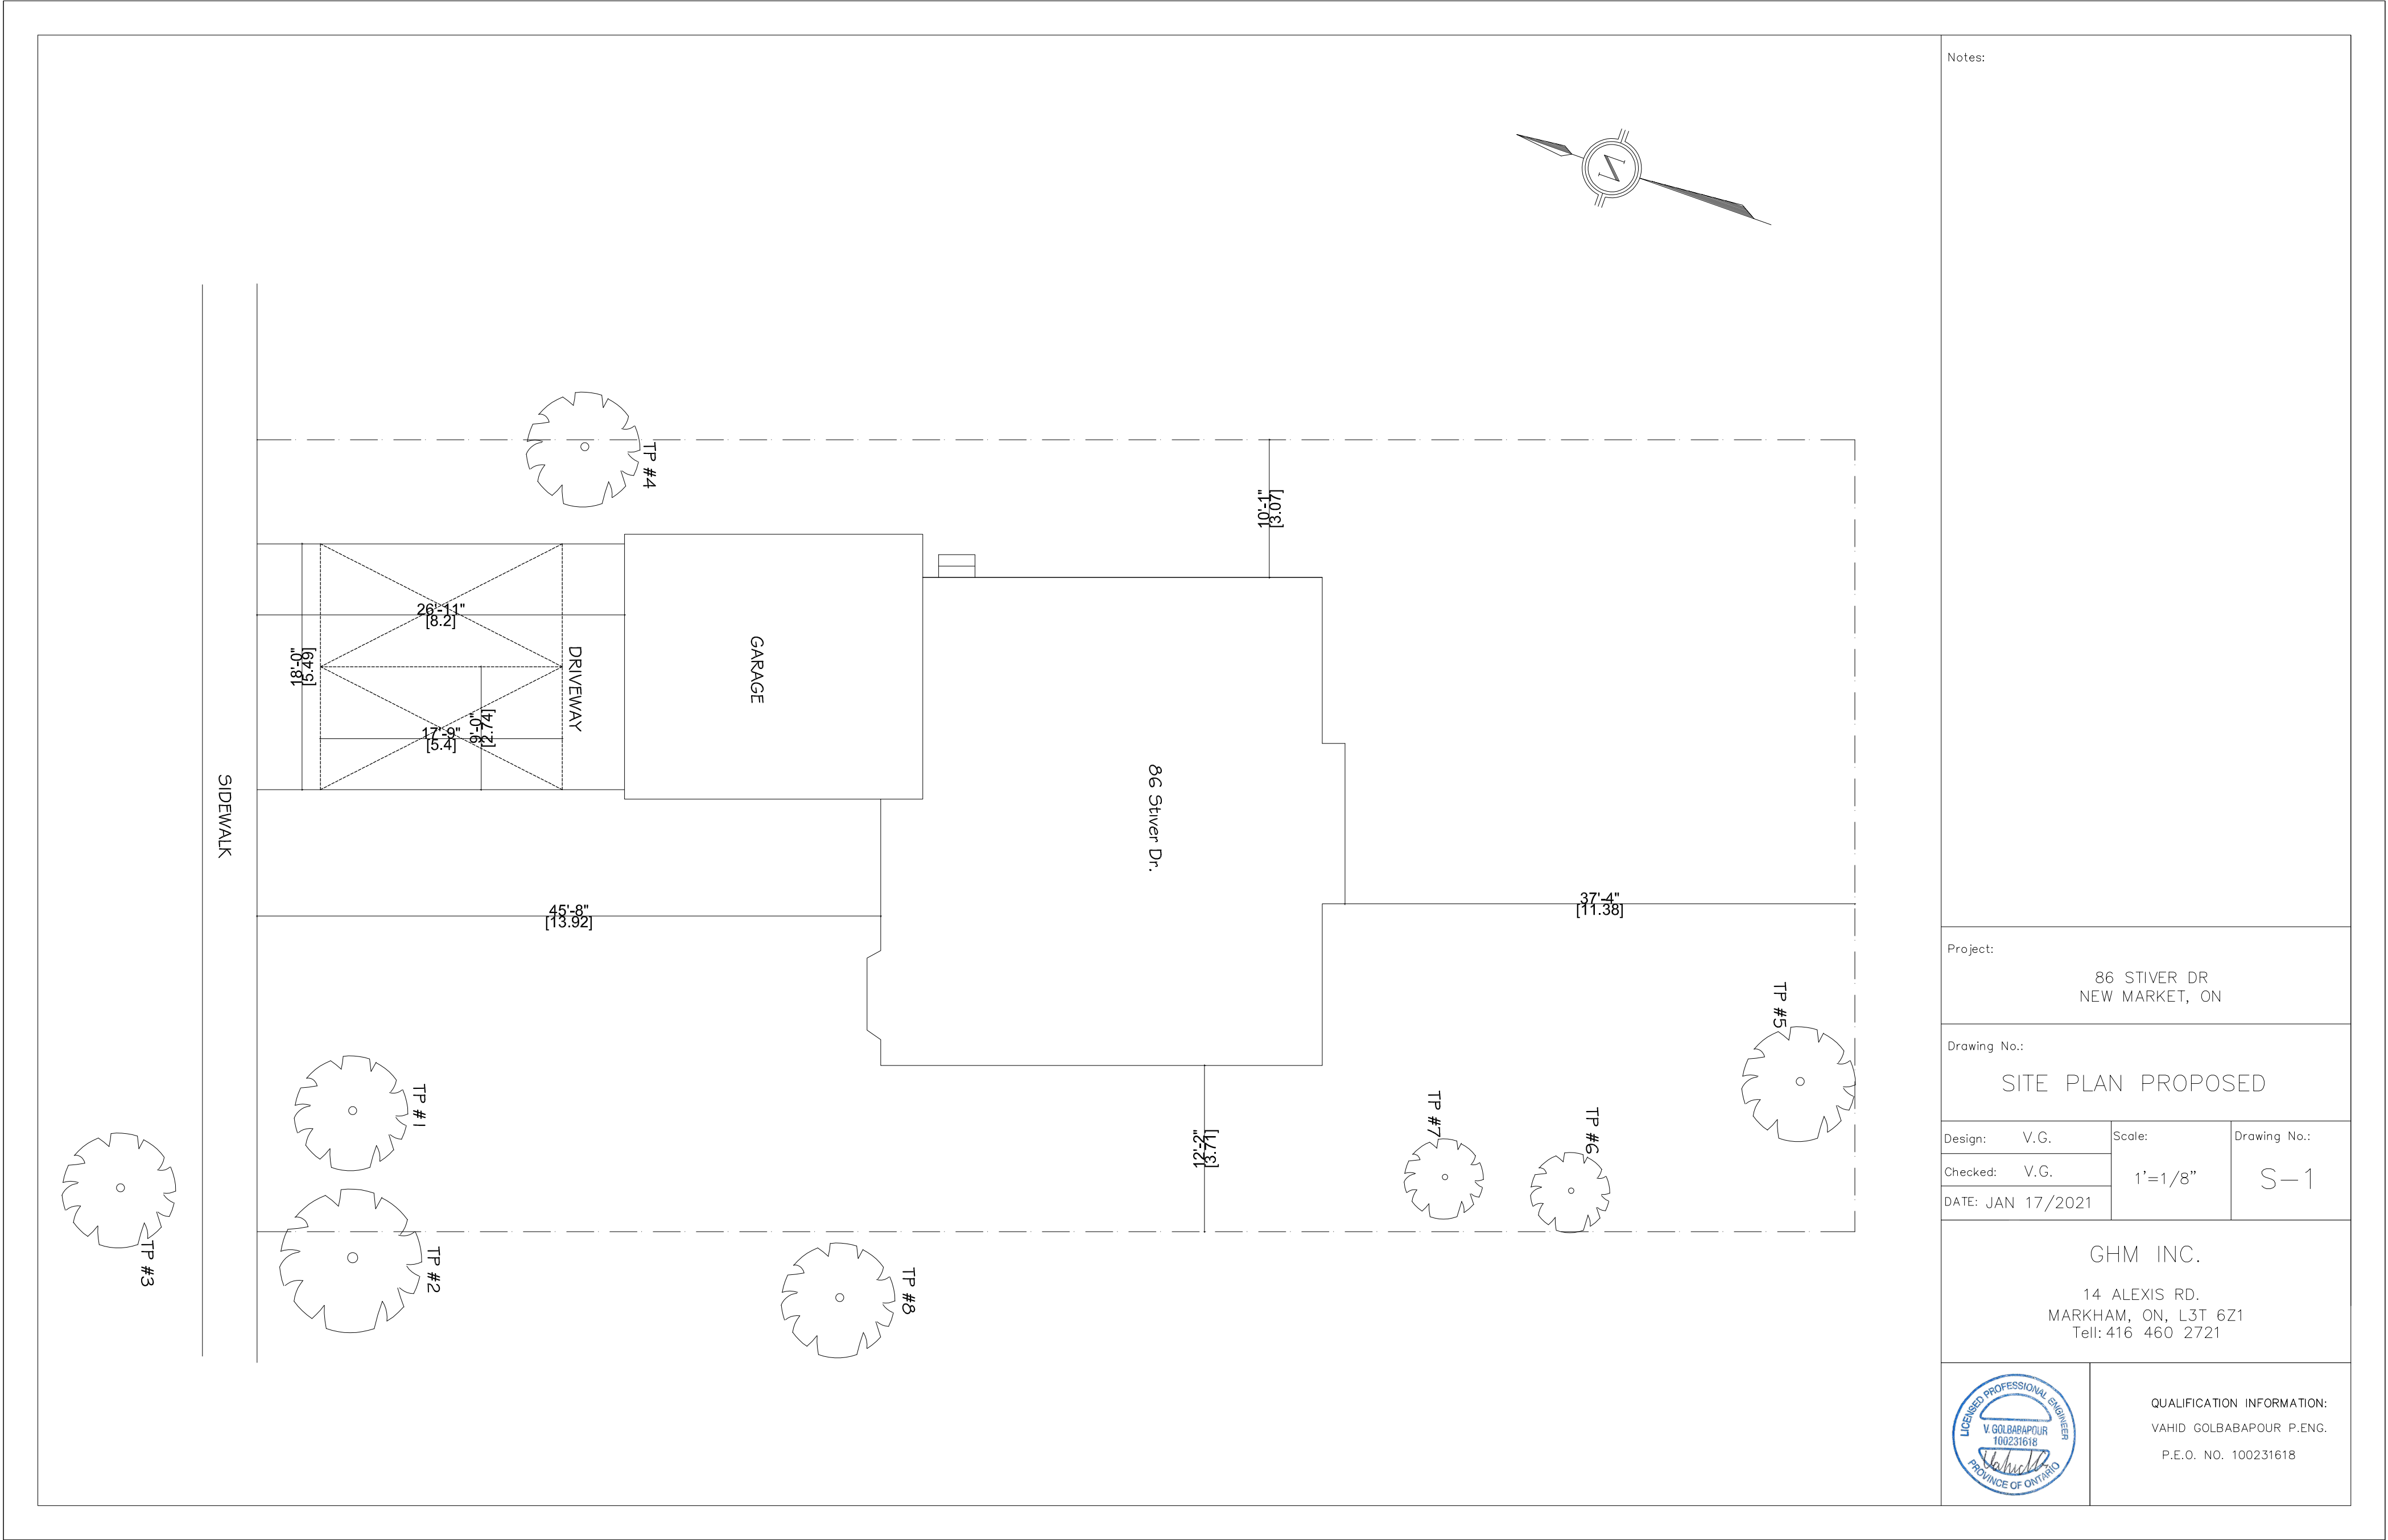 Notes:
N
TP #4
10'-1"
[3.07]
26'-11"
[8.2]
18'-0"
[5.49]
DRIVEWAY
GARAGE
9'-0"
[2.74]
17'-9"
[5.4]
SIDEWALK
86 Stiver Dr.
45'-8"
[13.92]
37'-4"
[11.38]
TP #5
TP #1
TP #7
TP #6
12'-2"
[3.71]
TP #3
TP #2
TP #8
Project:
86 STIVER DR
NEW MARKET, ON
Drawing No.:
SITE PLAN PROPOSED
Design: V.G.
Checked: V.G.
DATE: JAN 17/2021
Scale:
1'=1/8"
Drawing No.:
S-1
GHM INC.
14 ALEXIS RD.
MARKHAM, ON, L3T 6Z1
Tell: 416 460 2721
LICENSED PROFESSIONAL ENGINEER
V. GOLBABAPOUR
100231618
PROVINCE OF ONTARIO
QUALIFICATION INFORMATION:
VAHID GOLBABAPOUR P.ENG.
P.E.O. NO. 100231618